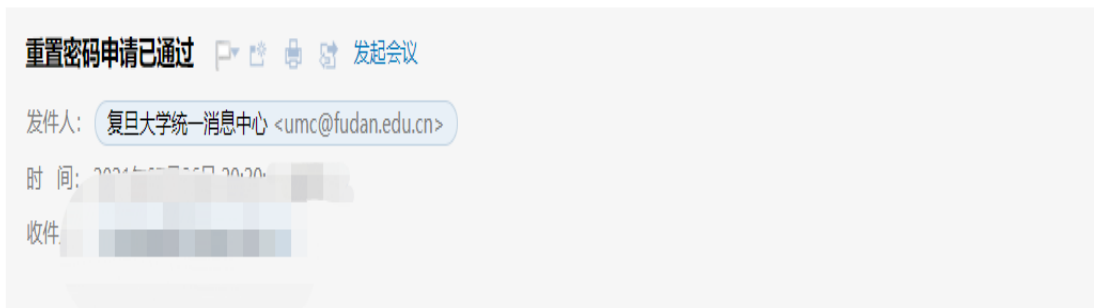 重置密码申请已通过 发起会议
发件人: 复旦大学统一消息中心 <umc@fudan.edu.cn>
时 间:
收件